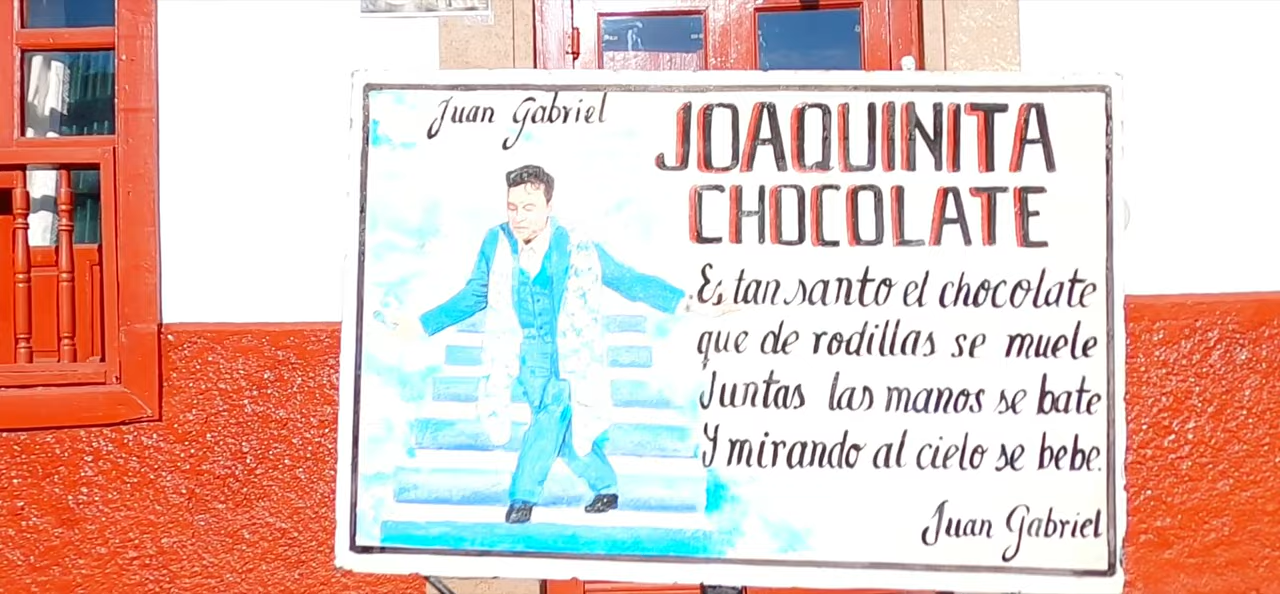 Juan Gabriel
JOAQUINITA
CHOCOLATE
Es tan santo el chocolate
que de rodillas se muele
Juntas las manos se bate
Y mirando al cielo se bebe.
Juan Gabriel